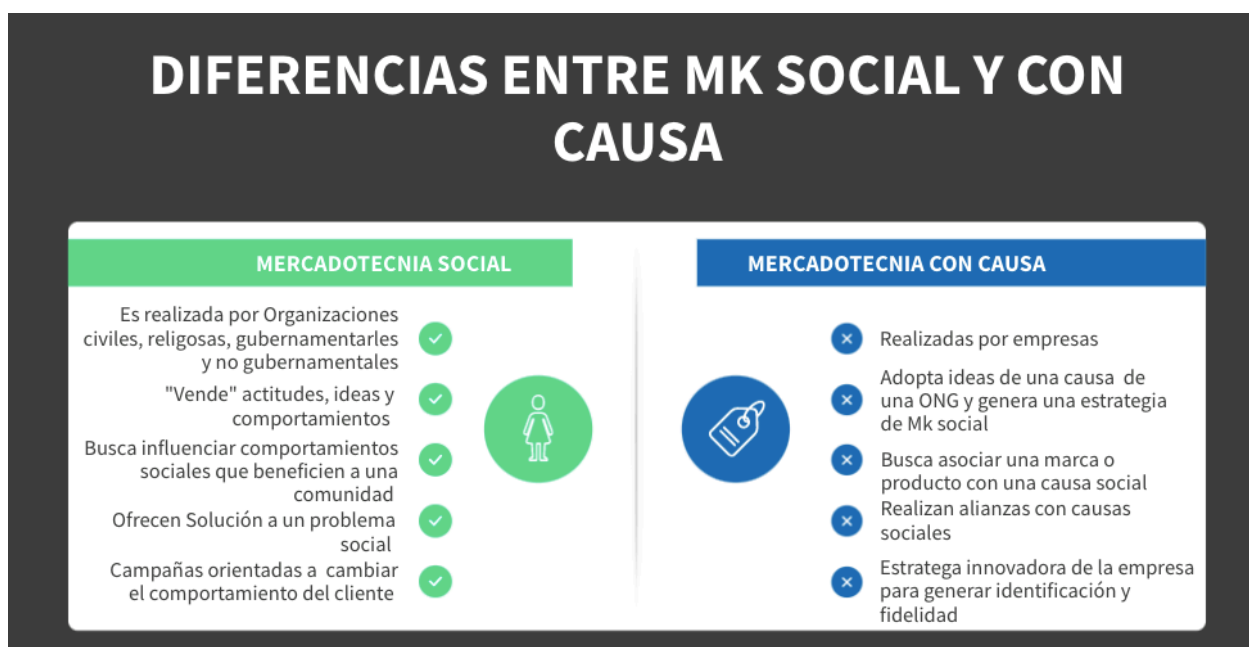 DIFERENCIAS ENTRE MK SOCIAL Y CON
CAUSA
MERCADOTECNIA SOCIAL
Es realizada por Organizaciones
civiles, religosas, gubernamentarles
y no gubernamentales
"Vende" actitudes, ideas y
comportamientos
Busca influenciar comportamientos
sociales que beneficien a una
comunidad
Ofrecen Solución a un problema
social
Campañas orientadas a cambiar
el comportamiento del cliente
MERCADOTECNIA CON CAUSA
Realizadas por empresas
Adopta ideas de una causa de
una ONG y genera una estrategia
de Mk social
Busca asociar una marca o
producto con una causa social
Realizan alianzas con causas
sociales
Estratega innovadora de la empresa
para generar identificación y
fidelidad